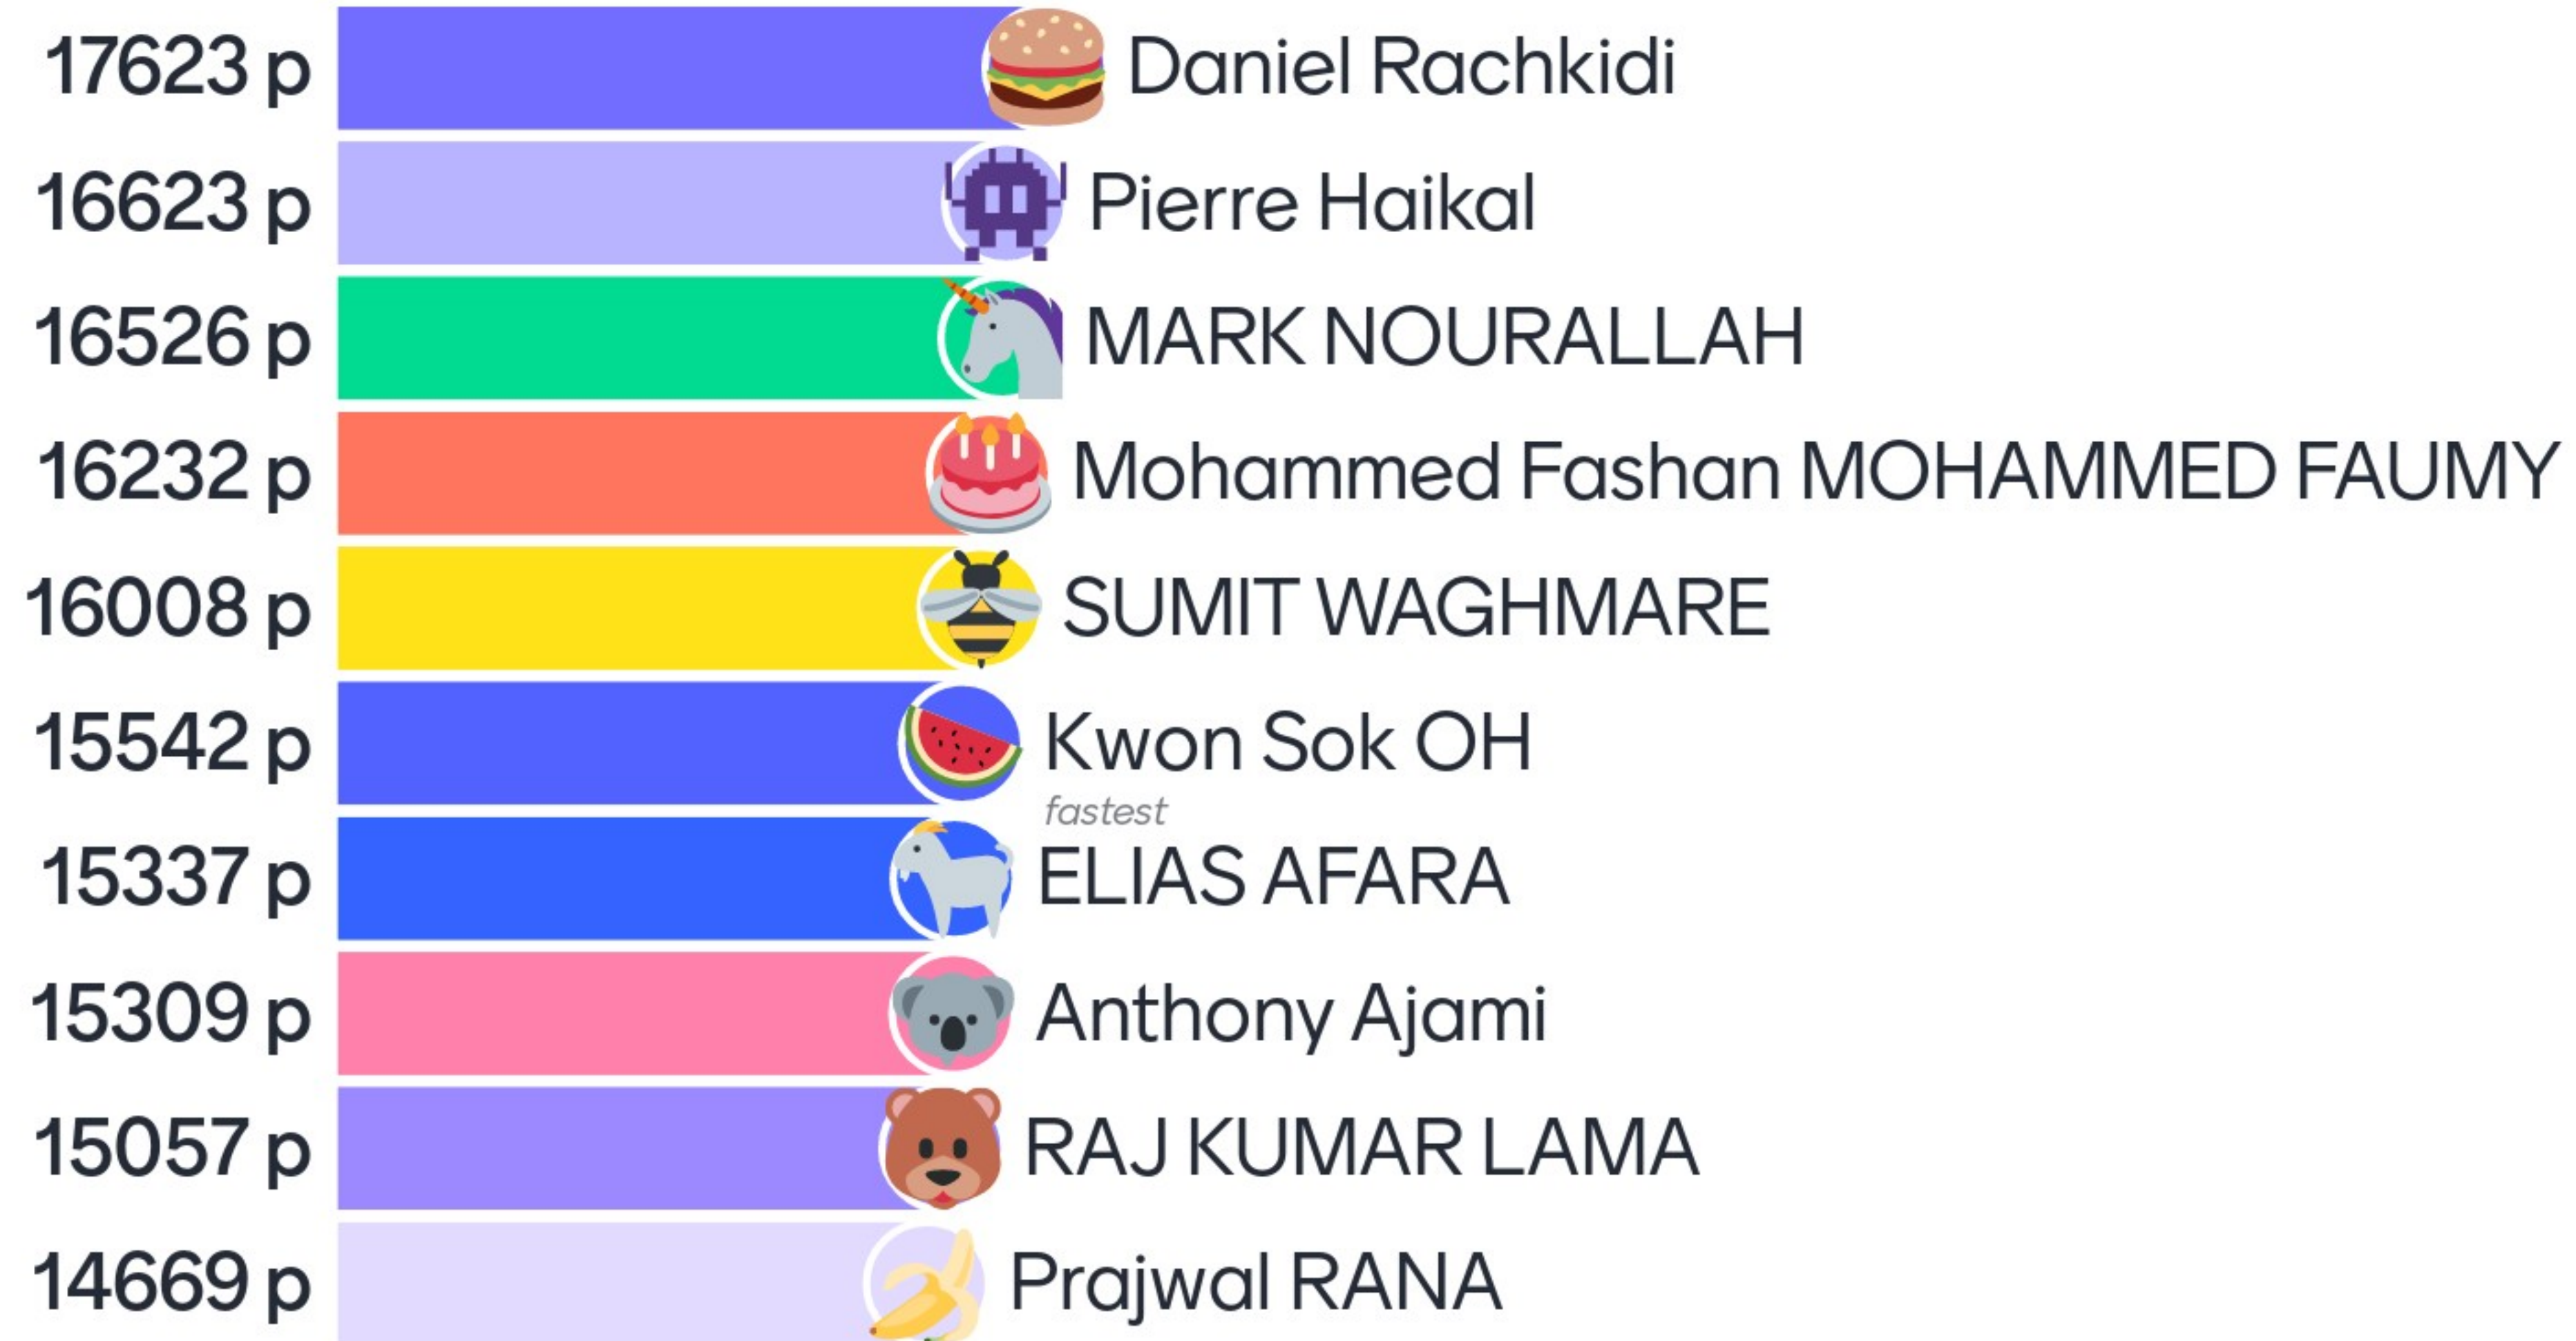 17623 p Daniel Rachkidi
16623 p Pierre Haikal
16526 p MARK NOURALLAH
16232 p Mohammed Fashan MOHAMMED FAUMY
16008 p SUMIT WAGHMARE
15542 p Kwon Sok OH
fastest
15337 p ELIAS AFARA
15309 p Anthony Ajami
15057 p RAJ KUMAR LAMA
14669 p Prajwal RANA